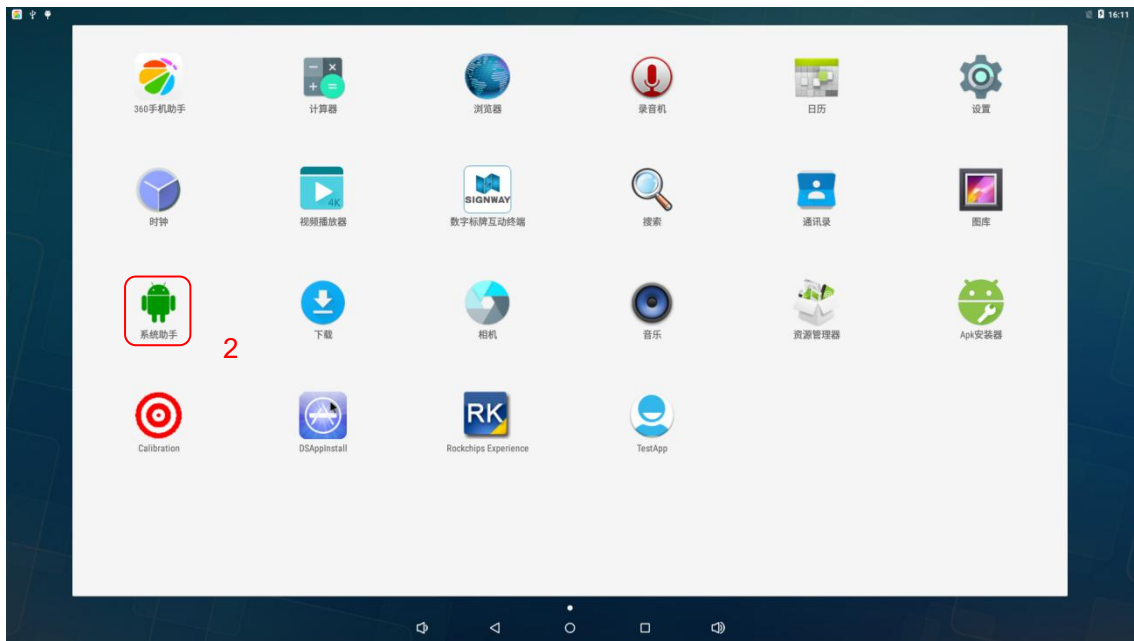 16:11
360手机助手
计算器
浏览器
录音机
日历
设置
时钟
4K
视频播放器
SIGNWAY
数字标牌互动终端
搜索
通讯录
图库
系统助手
2
下载
相机
音乐
资源管理器
Apk安装器
Calibration
DSAppInstall
RK
Rockchips Experience
TestApp